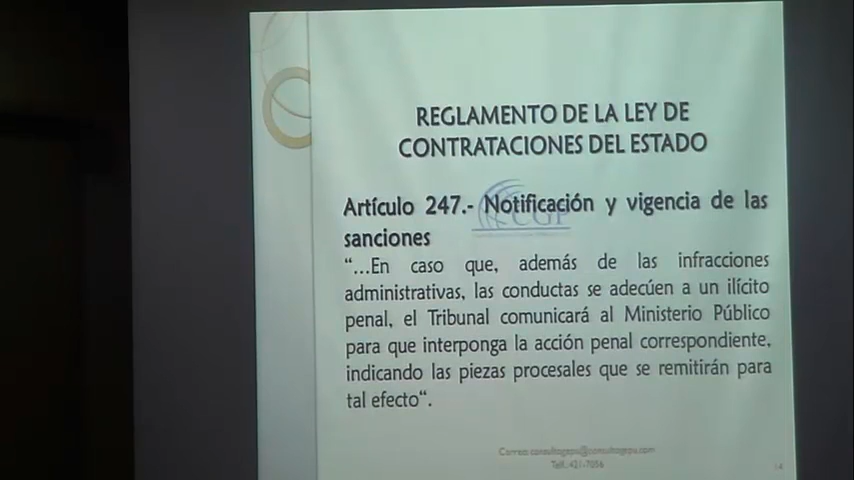 REGLAMENTO DE LA LEY DE
CONTRATACIONES DEL ESTADO
Artículo 247.- Notificación y vigencia de las
sanciones
CGP
“...En caso que, además de las infracciones
administrativas, las conductas se adecúen a un ilícito
penal, el Tribunal comunicará al Ministerio Público
para que interponga la acción penal correspondiente,
indicando las piezas procesales que se remitirán para
tal efecto“.
14